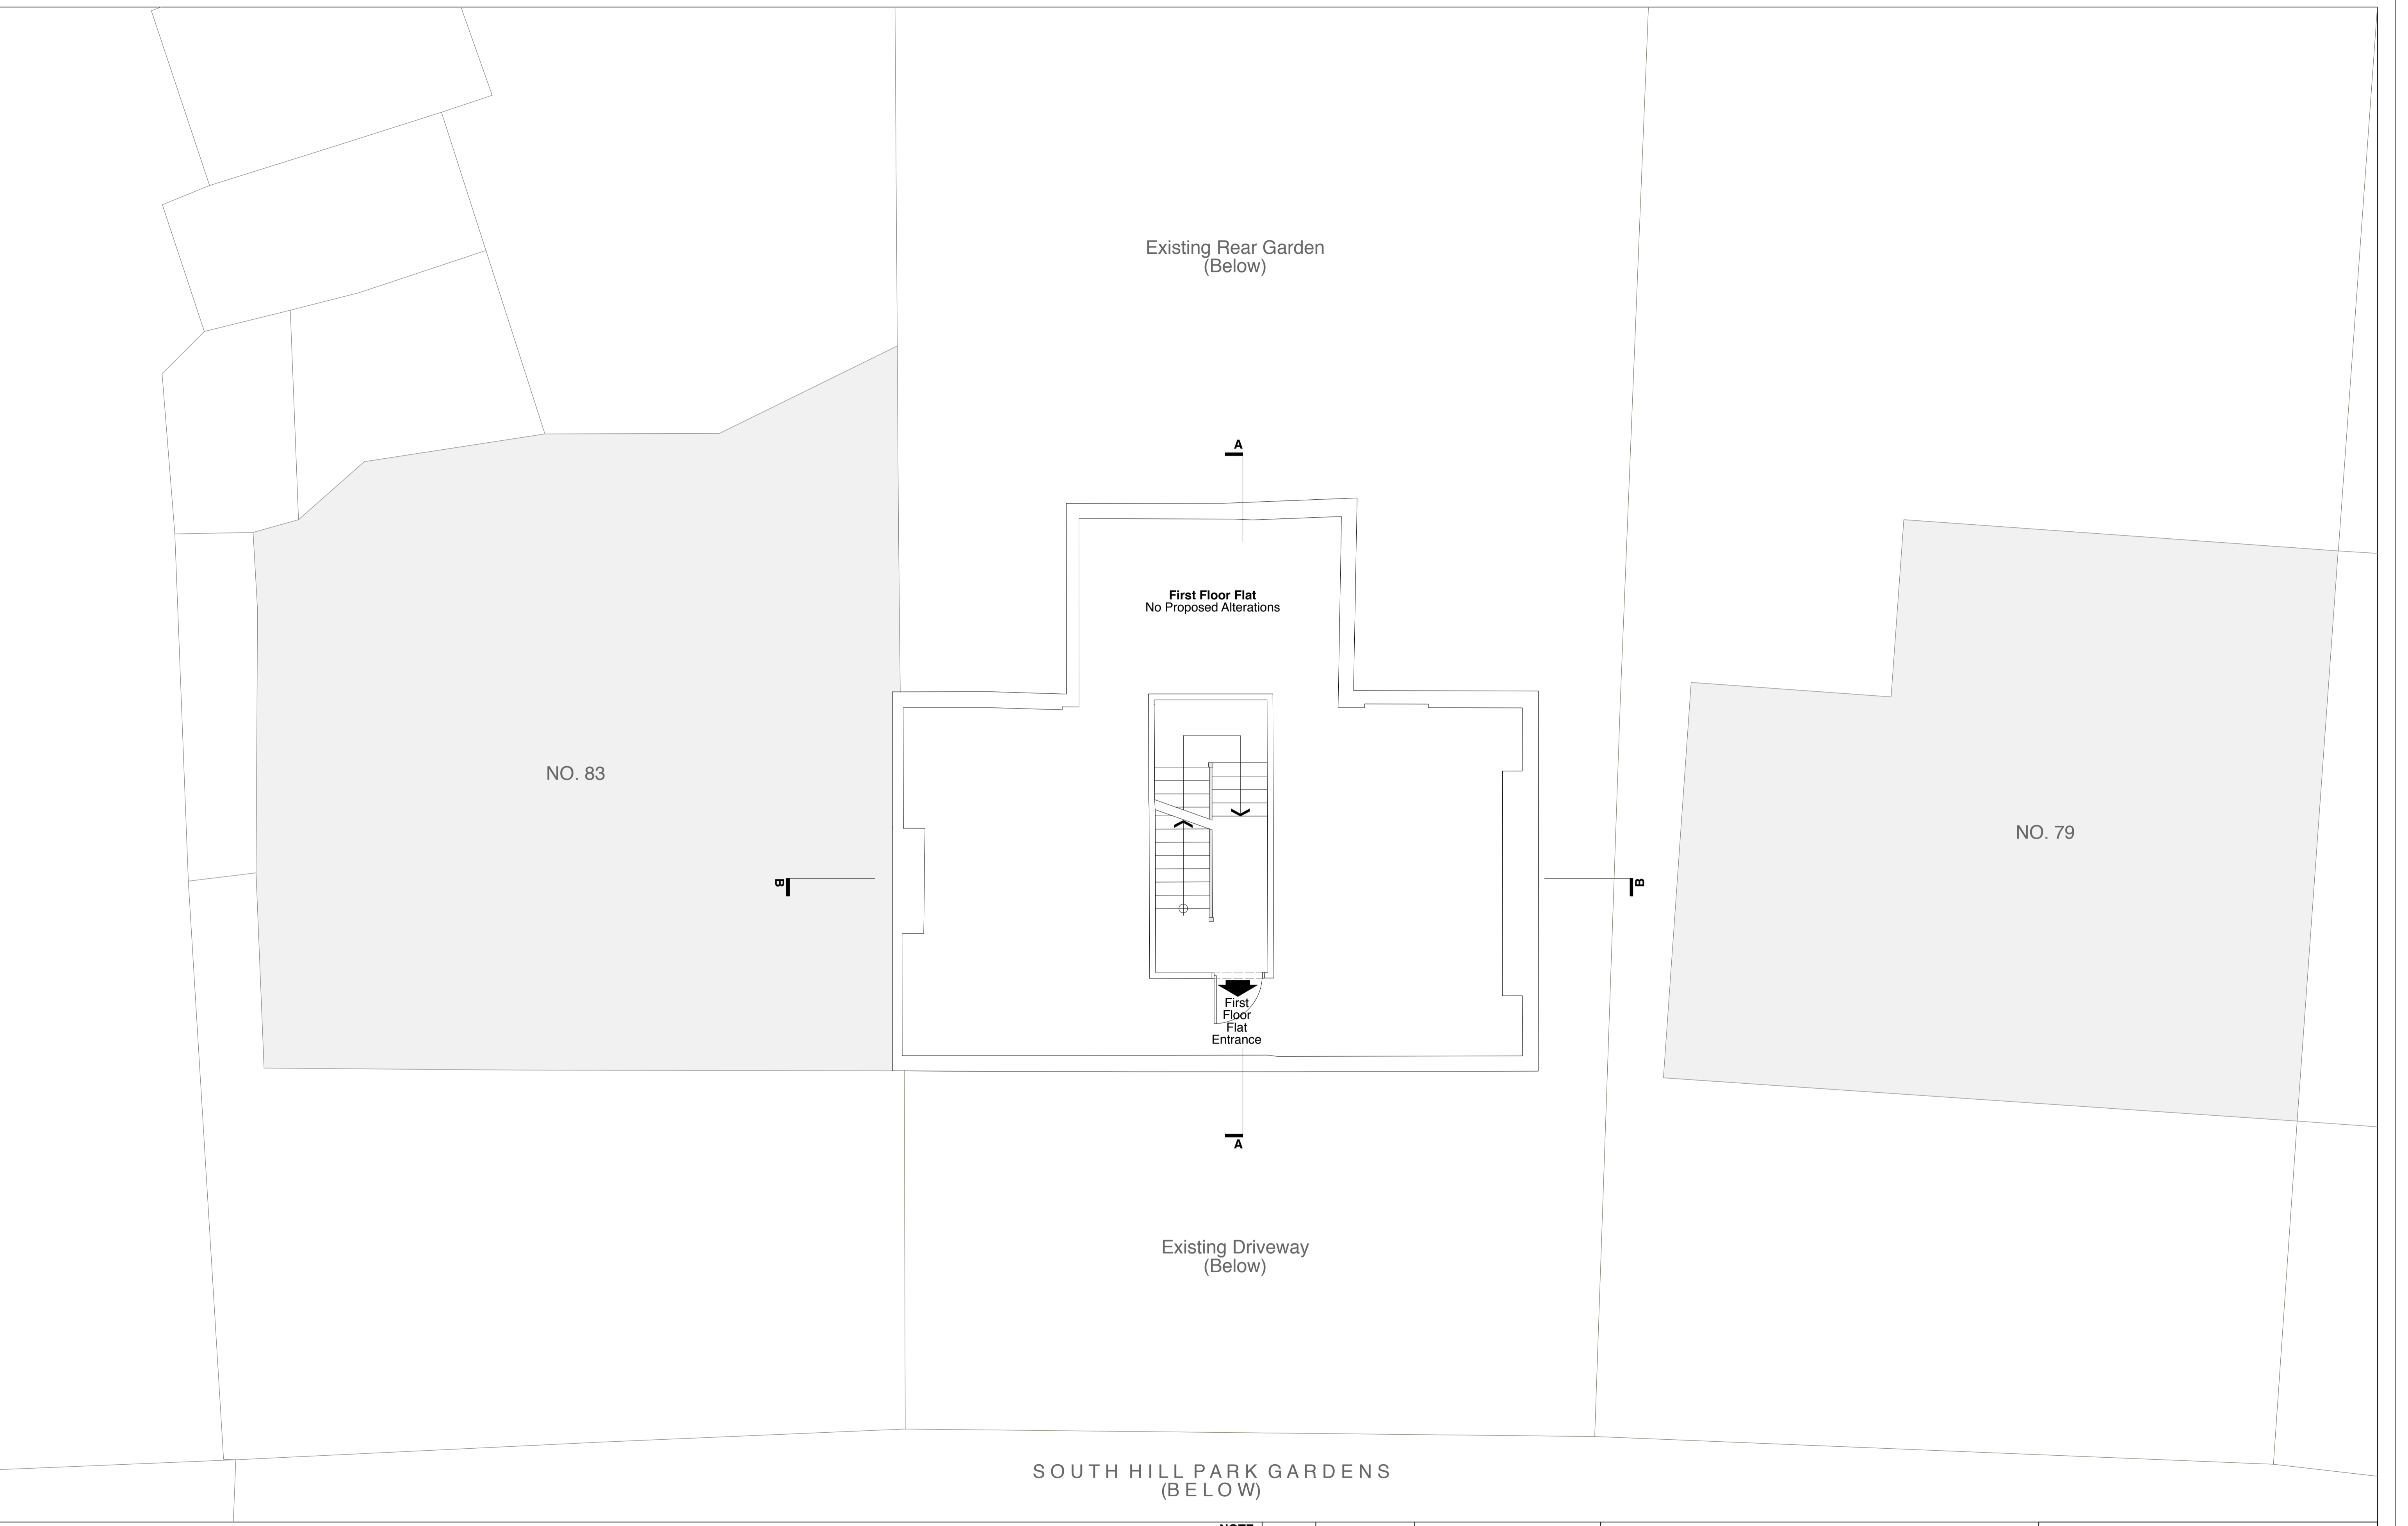 Existing Rear Garden
(Below)
A
First Floor Flat
No Proposed Alterations
NO. 83
NO. 79
B
B
First
Floor
Flat
Entrance
A
Existing Driveway
(Below)
SOUTH HILL PARK GARDENS
(BELOW)
NOTE